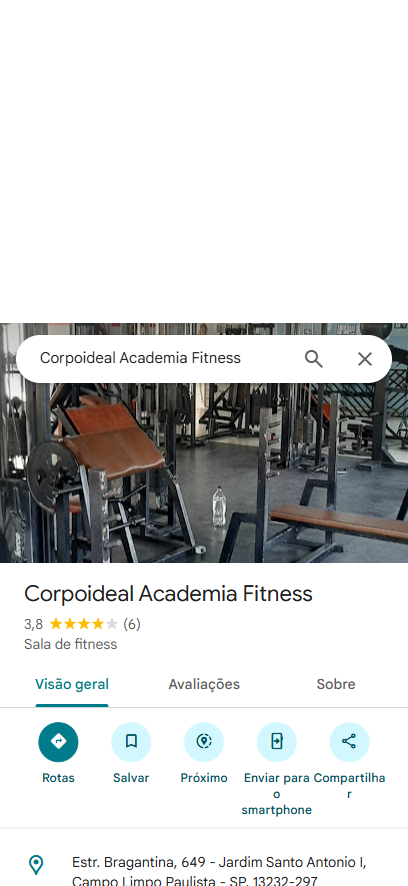 Corpoideal Academia Fitness
Corpoideal Academia Fitness
3,8 (6)
Sala de fitness
Visão geral Avaliações Sobre
Rotas Salvar Próximo Enviar para o smartphone Compartilhar
Estr. Bragantina, 649 - Jardim Santo Antonio I,
Campo Limpo Paulista - SP, 13232-297